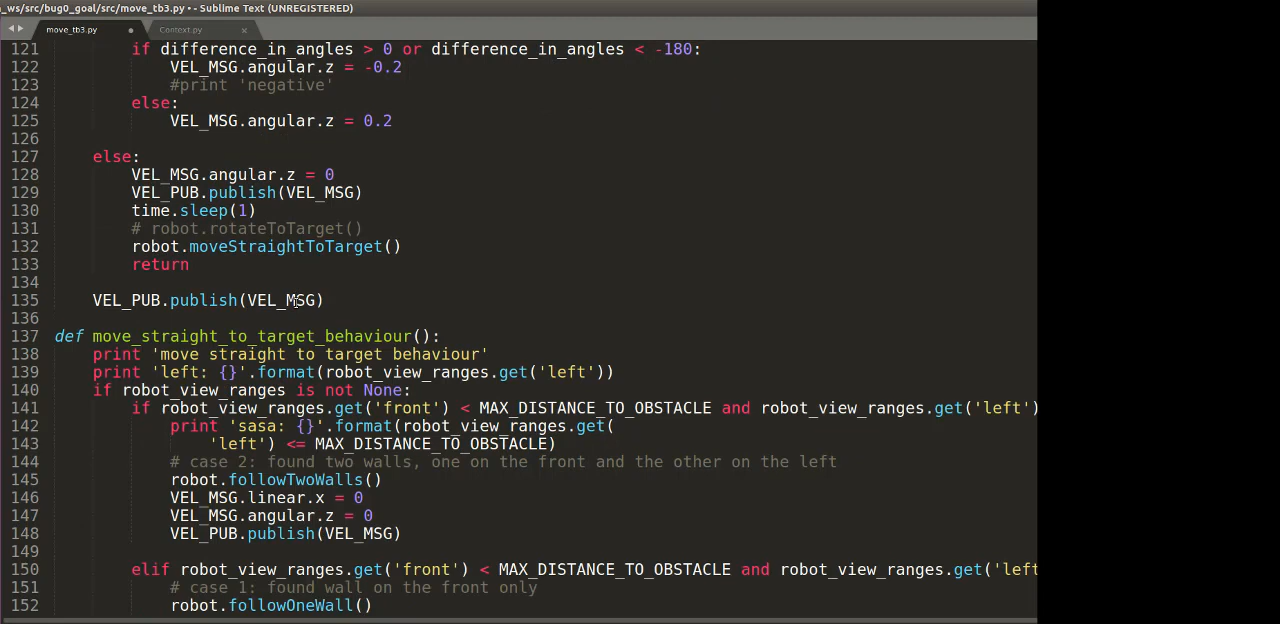 _ws/src/bug0_goal/src/move_tb3.py • - Sublime Text (UNREGISTERED)
move_tb3.py Context.py
121 if difference_in_angles > 0 or difference_in_angles < -180:
122 VEL_MSG.angular.z = -0.2
123 #print 'negative'
124 else:
125 VEL_MSG.angular.z = 0.2
126
127 else:
128 VEL_MSG.angular.z = 0
129 VEL_PUB.publish(VEL_MSG)
130 time.sleep(1)
131 # robot.rotateToTarget()
132 robot.moveStraightToTarget()
133 return
134
135 VEL_PUB.publish(VEL_MSG)
136
137 def move_straight_to_target_behaviour():
138 print 'move straight to target behaviour'
139 print 'left: {}'.format(robot_view_ranges.get('left'))
140 if robot_view_ranges is not None:
141 if robot_view_ranges.get('front') < MAX_DISTANCE_TO_OBSTACLE and robot_view_ranges.get('left')
142 print 'sasa: {}'.format(robot_view_ranges.get(
143 'left') <= MAX_DISTANCE_TO_OBSTACLE)
144 # case 2: found two walls, one on the front and the other on the left
145 robot.followTwoWalls()
146 VEL_MSG.linear.x = 0
147 VEL_MSG.angular.z = 0
148 VEL_PUB.publish(VEL_MSG)
149
150 elif robot_view_ranges.get('front') < MAX_DISTANCE_TO_OBSTACLE and robot_view_ranges.get('left
151 # case 1: found wall on the front only
152 robot.followOneWall()